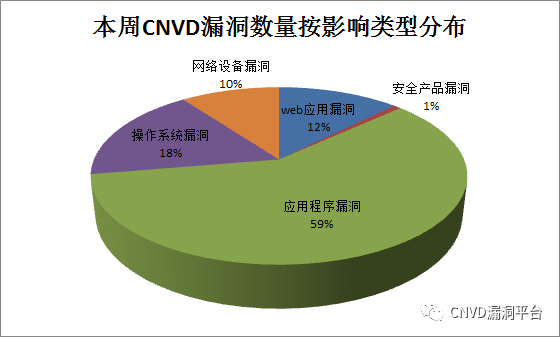 本周CNVD漏洞数量按影响类型分布
网络设备漏洞
10%
安全产品漏洞
1%
web应用漏洞
12%
操作系统漏洞
18%
应用程序漏洞
59%
CNVD漏洞平台